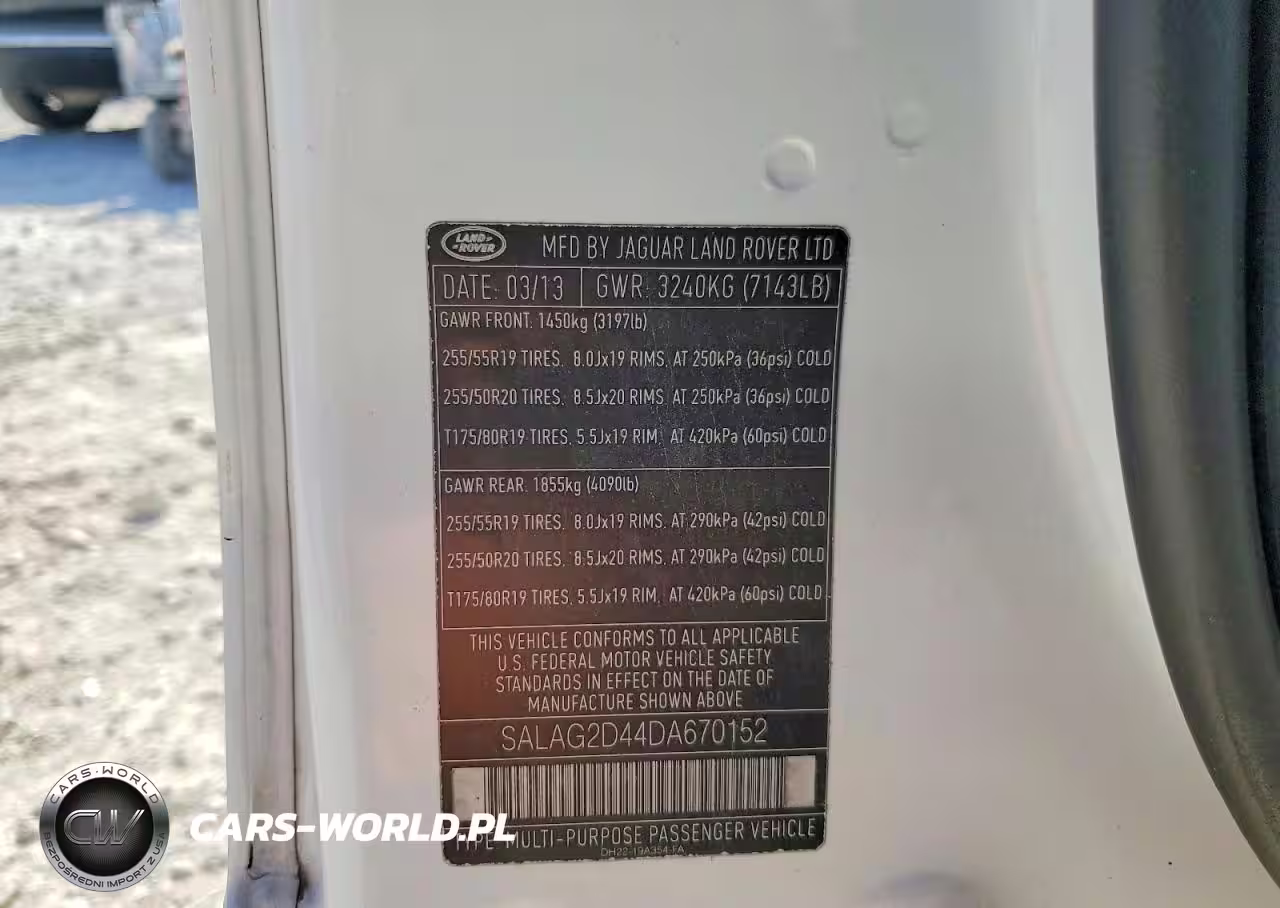 LAND ROVER
MFD BY JAGUAR LAND ROVER LTD
DATE: 03/13 GWR: 3240KG (7143LB)
GAWR FRONT. 1450kg (3197lb)
255/55R19 TIRES, 8.0Jx19 RIMS, AT 250kPa (36psi) COLD
255/50R20 TIRES, 8.5Jx20 RIMS, AT 250kPa (36psi) COLD
T175/80R19 TIRES, 5.5Jx19 RIM, AT 420kPa (60psi) COLD
GAWR REAR. 1855kg (4090lb)
255/55R19 TIRES, 8.0Jx19 RIMS, AT 290kPa (42psi) COLD
255/50R20 TIRES, 8.5Jx20 RIMS, AT 290kPa (42psi) COLD
T175/80R19 TIRES, 5.5Jx19 RIM, AT 420kPa (60psi) COLD
THIS VEHICLE CONFORMS TO ALL APPLICABLE
U.S. FEDERAL MOTOR VEHICLE SAFETY
STANDARDS IN EFFECT ON THE DATE OF
MANUFACTURE SHOWN ABOVE
SALAG2D44DA670152
TYPE-MULTI-PURPOSE PASSENGER VEHICLE
DH22-19A354-FA
CARS-WORLD
CW
BEZPOŚREDNI IMPORT Z USA
CARS-WORLD.PL